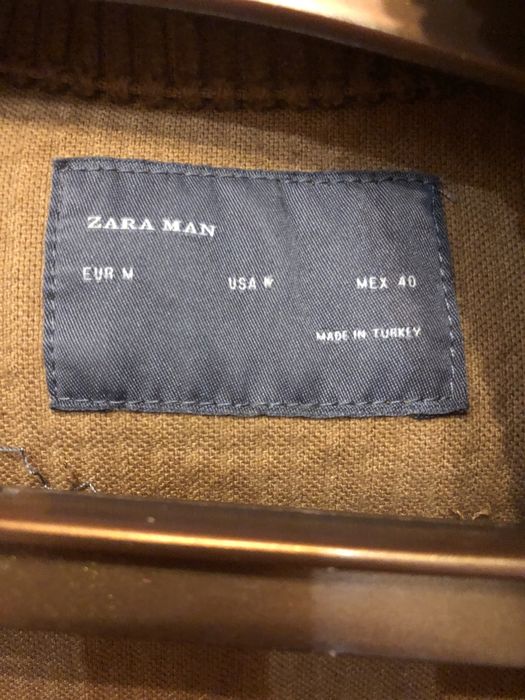 ZARA MAN
EUR M USA M MEX 40
MADE IN TURKEY